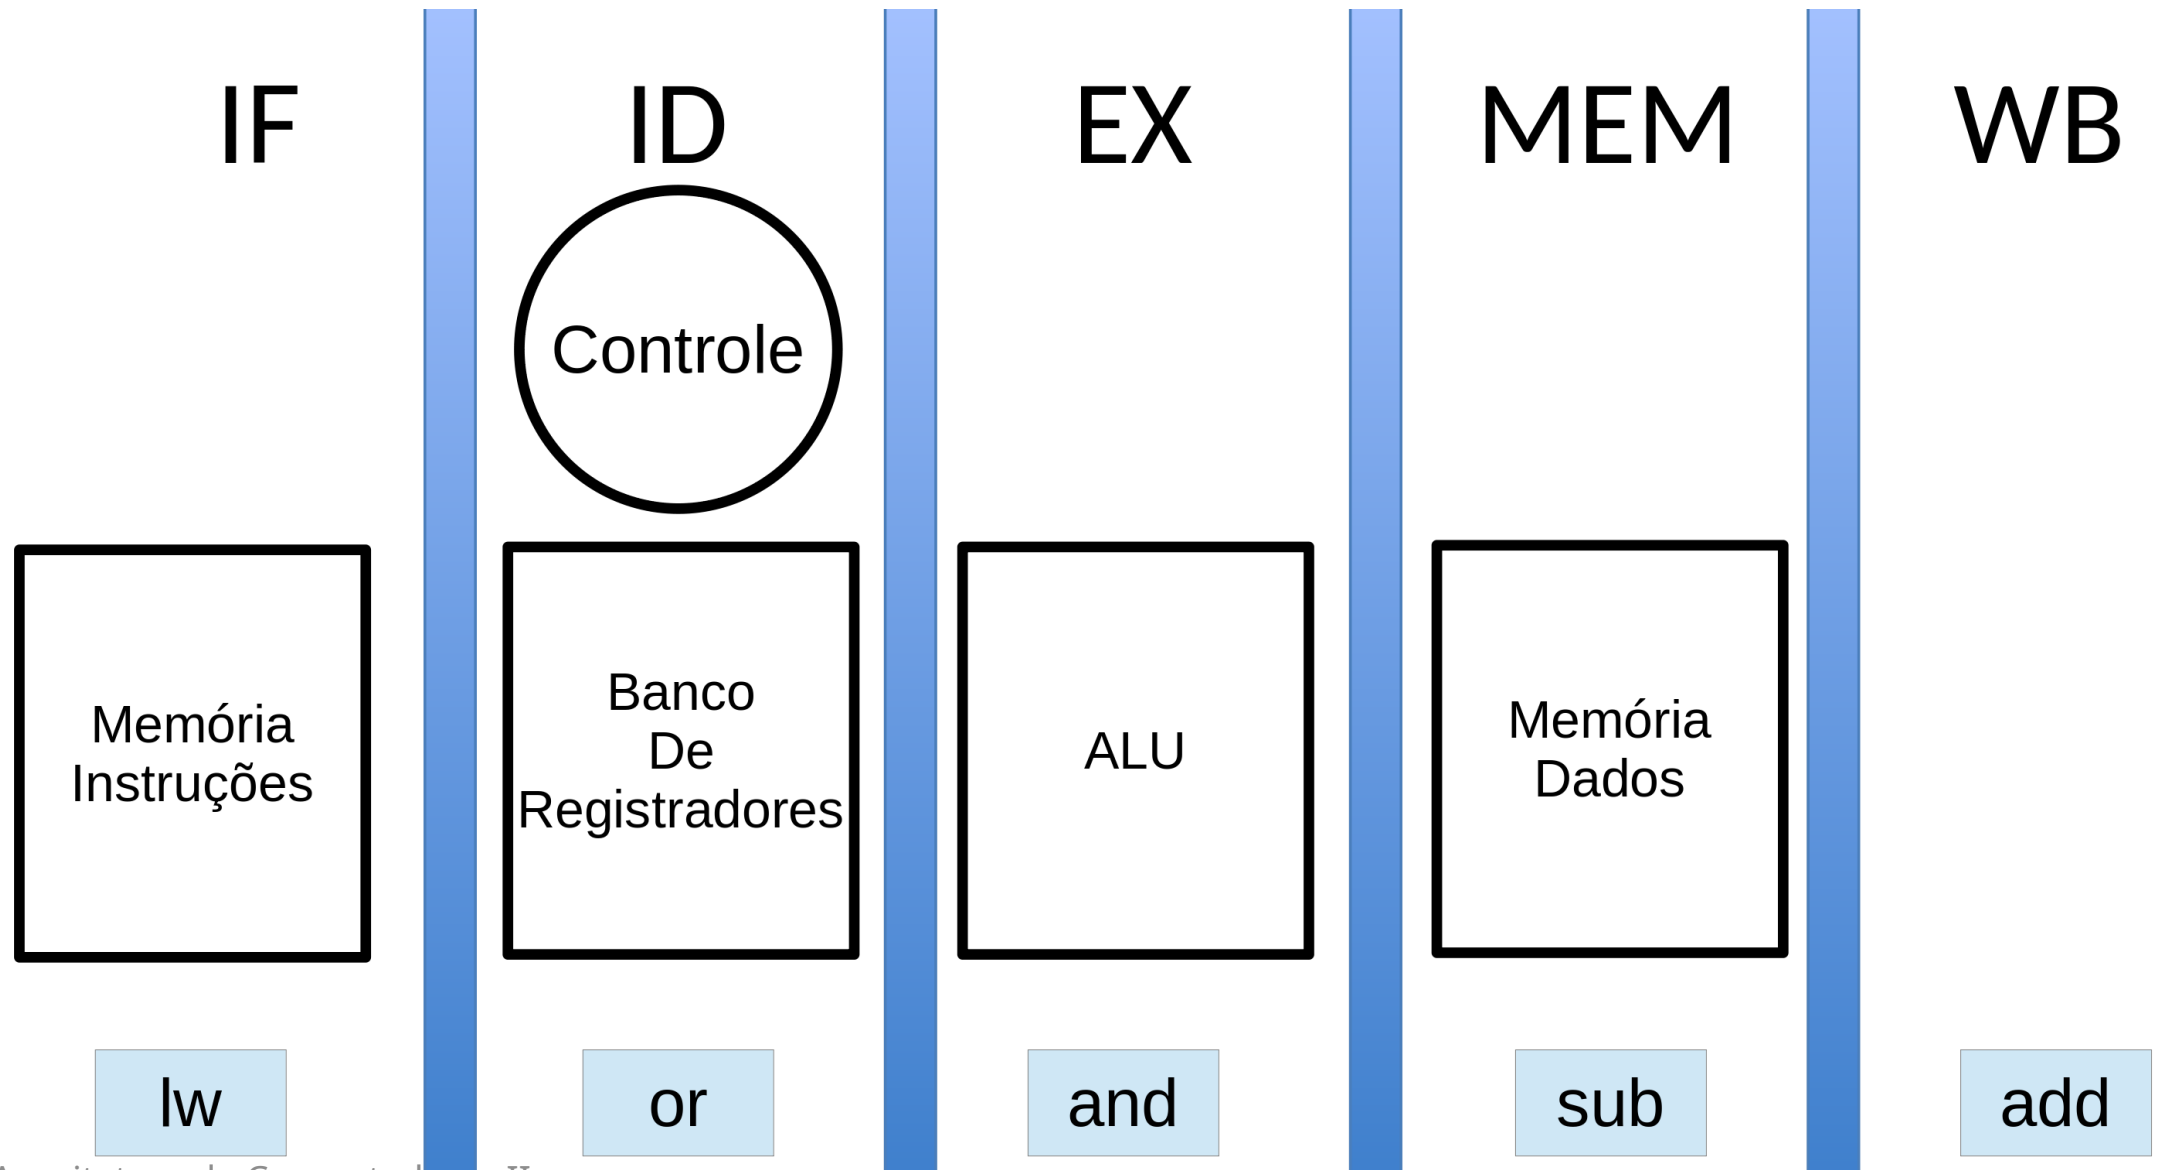 IF
ID
EX
MEM
WB
Controle
Memória
Instruções
Banco
De
Registradores
ALU
Memória
Dados
lw
or
and
sub
add